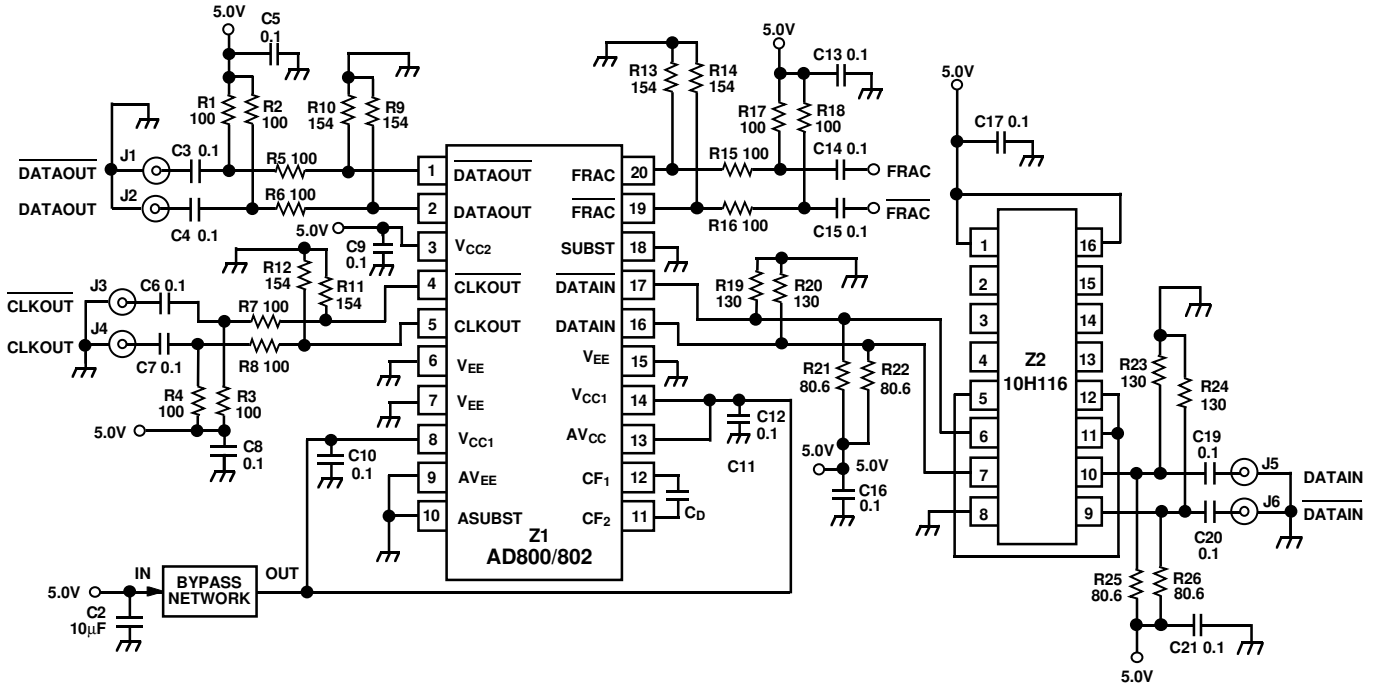 5.0V
C5
0.1
R1
100
R2
100
R10
154
R9
154
J1
C3 0.1
R5 100
DATAOUT
J2
R6 100
DATAOUT
C4 0.1
5.0V
C9
0.1
R12
154
R11
154
J3
C6 0.1
CLKOUT
R7 100
J4
CLKOUT
C7 0.1
R8 100
R4
100
R3
100
5.0V
C8
0.1
C10
0.1
5.0V
IN
BYPASS
NETWORK
OUT
C2
10μF
1
DATAOUT
2
DATAOUT
3
VCC2
4
CLKOUT
5
CLKOUT
6
VEE
7
VEE
8
VCC1
9
AVEE
10
ASUBST
FRAC
20
FRAC
19
SUBST
18
DATAIN
17
DATAIN
16
VEE
15
VCC1
14
AVCC
13
CF1
12
CF2
11
Z1
AD800/802
R13
154
R14
154
5.0V
C13 0.1
R17
100
R18
100
R15 100
C14 0.1
FRAC
R16 100
C15 0.1
FRAC
R19
130
R20
130
R21
80.6
R22
80.6
C12
0.1
C11
CD
5.0V
5.0V
C16
0.1
5.0V
C17 0.1
1
2
3
4
5
6
7
8
16
15
14
13
12
11
10
9
Z2
10H116
R23
130
R24
130
C19
0.1
J5
DATAIN
J6
DATAIN
C20
0.1
R25
80.6
R26
80.6
C21 0.1
5.0V